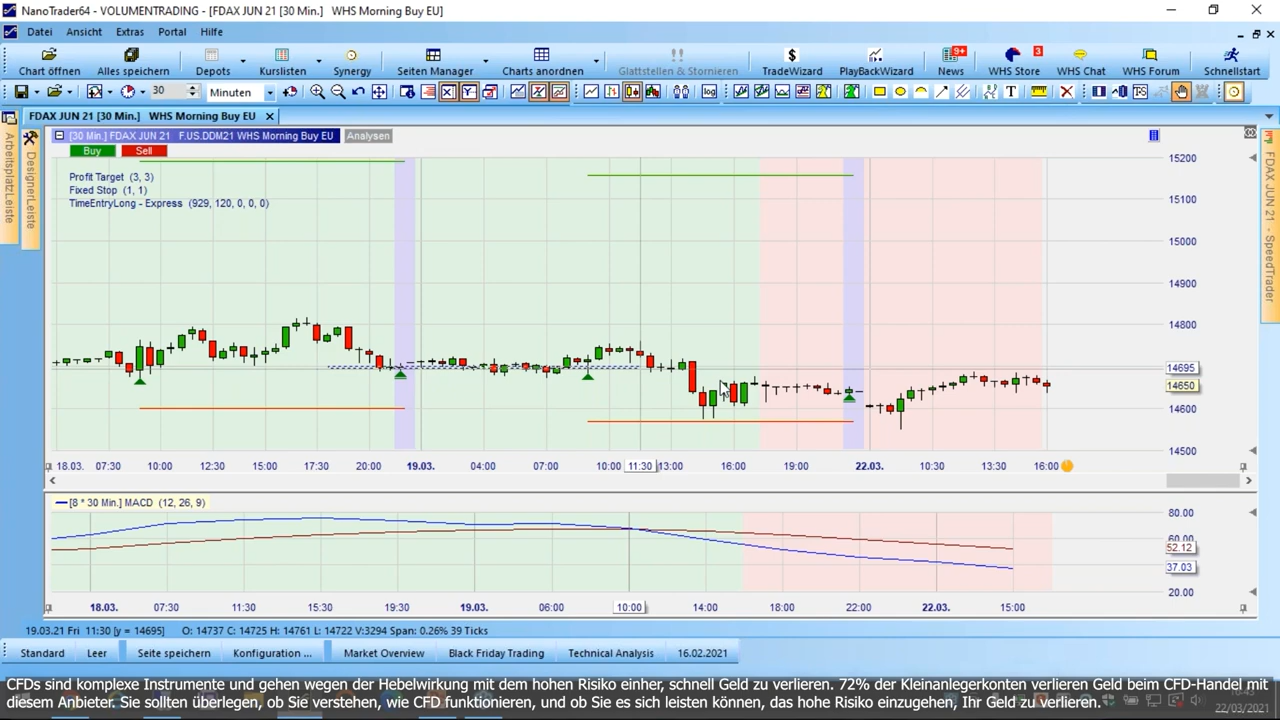 NanoTrader64 - VOLUMENTRADING - [FDAX JUN 21 [30 Min.] WHS Morning Buy EU]
Datei Ansicht Extras Portal Hilfe
Chart öffnen Alles speichern Depots Kurslisten Synergy Seiten Manager Charts anordnen Glattstellen & Stornieren TradeWizard PlayBackWizard 9+ News 3 WHS Store WHS Chat WHS Forum Schnellstart
30 Minuten
FDAX JUN 21 [30 Min.] WHS Morning Buy EU
[30 Min.] FDAX JUN 21 F.US.DDM21 WHS Morning Buy EU Analysen
Buy Sell
Profit Target (3, 3)
Fixed Stop (1, 1)
TimeEntryLong - Express (929, 120, 0, 0, 0)
ArbeitsplatzLeiste
DesignerLeiste
FDAX JUN 21 - SpeedTrader
15200
15100
15000
14900
14800
14695
14650
14600
14500
18.03. 07:30 10:00 12:30 15:00 17:30 20:00 19.03. 04:00 07:00 10:00 11:30 13:00 16:00 19:00 22.03. 10:30 13:30 16:00
[8 * 30 Min.] MACD (12, 26, 9)
80.00
60.00
52.12
37.03
20.00
18.03. 07:30 11:30 15:30 19:30 19.03. 06:00 10:00 14:00 18:00 22:00 22.03. 15:00
19.03.21 Fri 11:30 [y = 14695] O: 14737 C: 14725 H: 14761 L: 14722 V:3294 Span: 0.26% 39 Ticks
Standard Leer Seite speichern Konfiguration ... Market Overview Black Friday Trading Technical Analysis 16.02.2021
CFDs sind komplexe Instrumente und gehen wegen der Hebelwirkung mit dem hohen Risiko einher, schnell Geld zu verlieren. 72% der Kleinanlegerkonten verlieren Geld beim CFD-Handel mit
diesem Anbieter. Sie sollten überlegen, ob Sie verstehen, wie CFD funktionieren, und ob Sie es sich leisten können, das hohe Risiko einzugehen, Ihr Geld zu verlieren.
22/03/2021